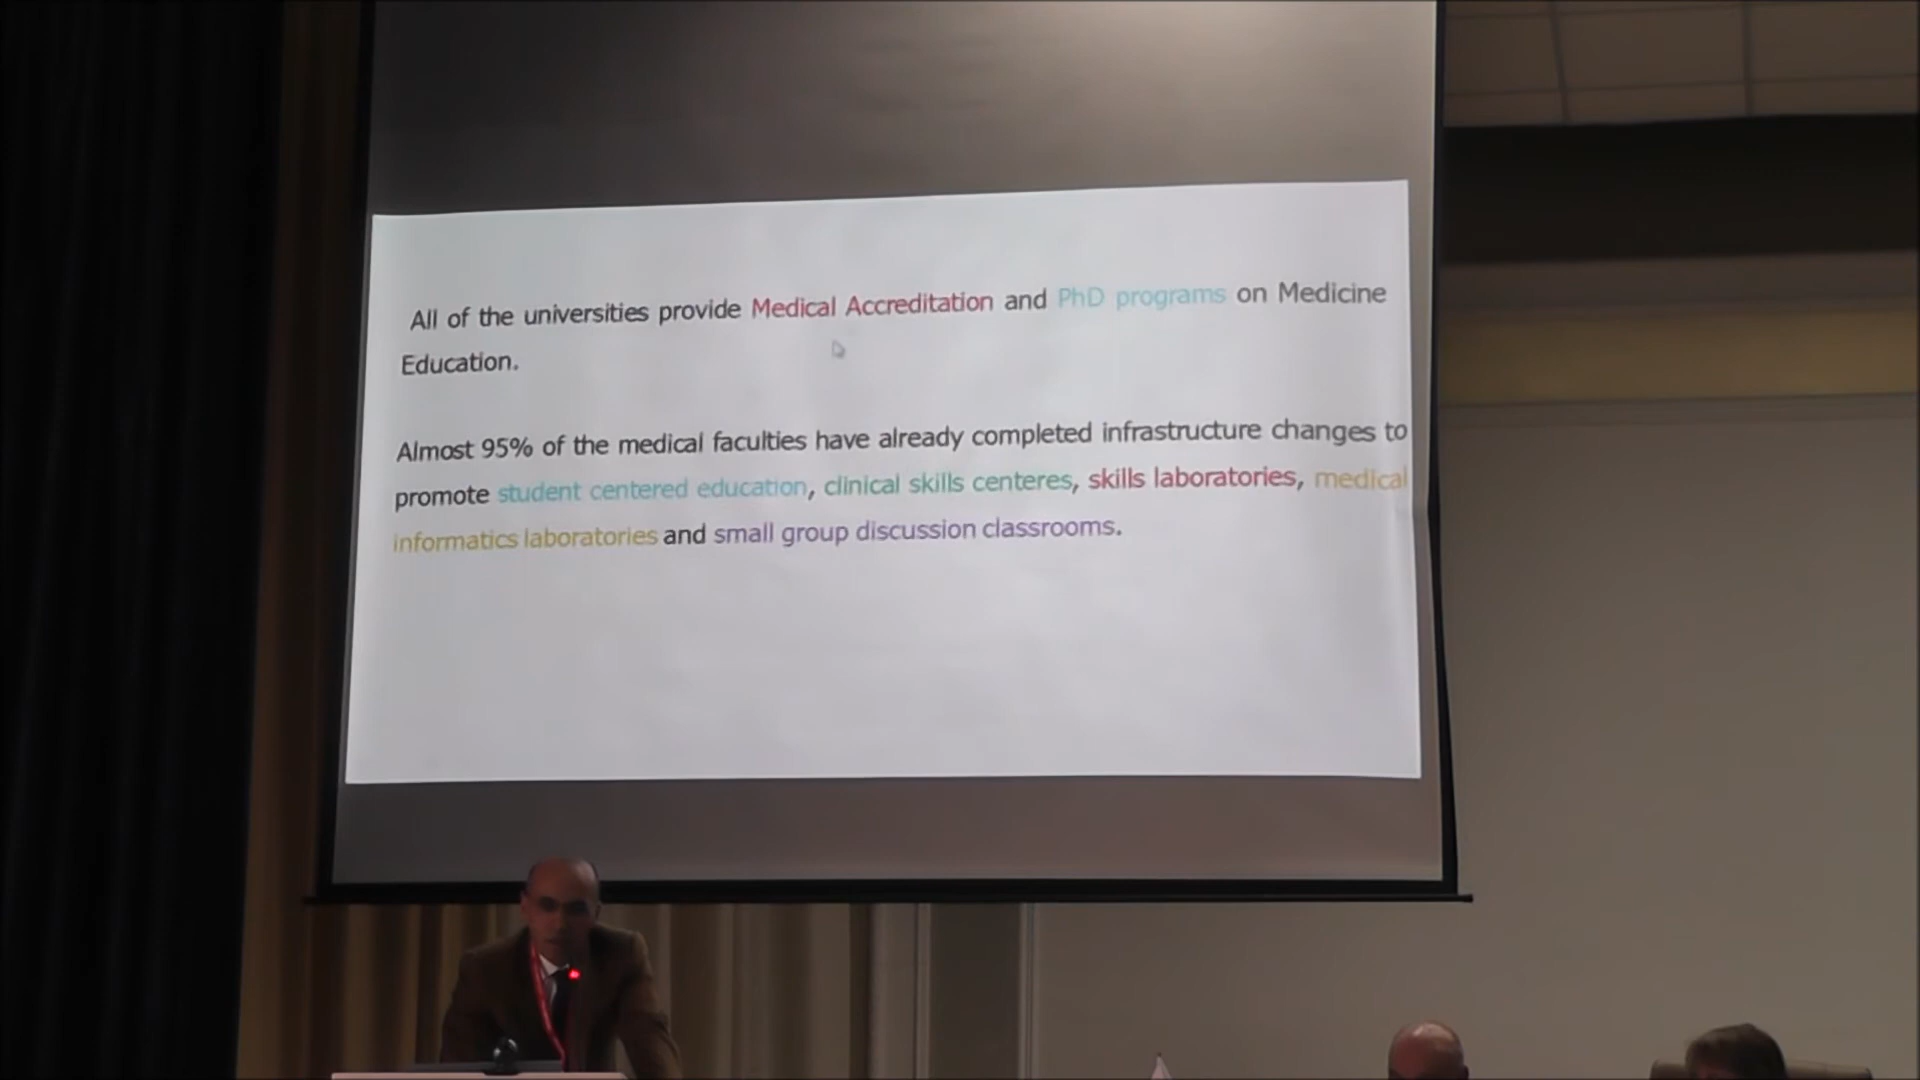 All of the universities provide Medical Accreditation and PhD programs on Medicine
Education.
Almost 95% of the medical faculties have already completed infrastructure changes to
promote student centered education, clinical skills centeres, skills laboratories, medical
informatics laboratories and small group discussion classrooms.